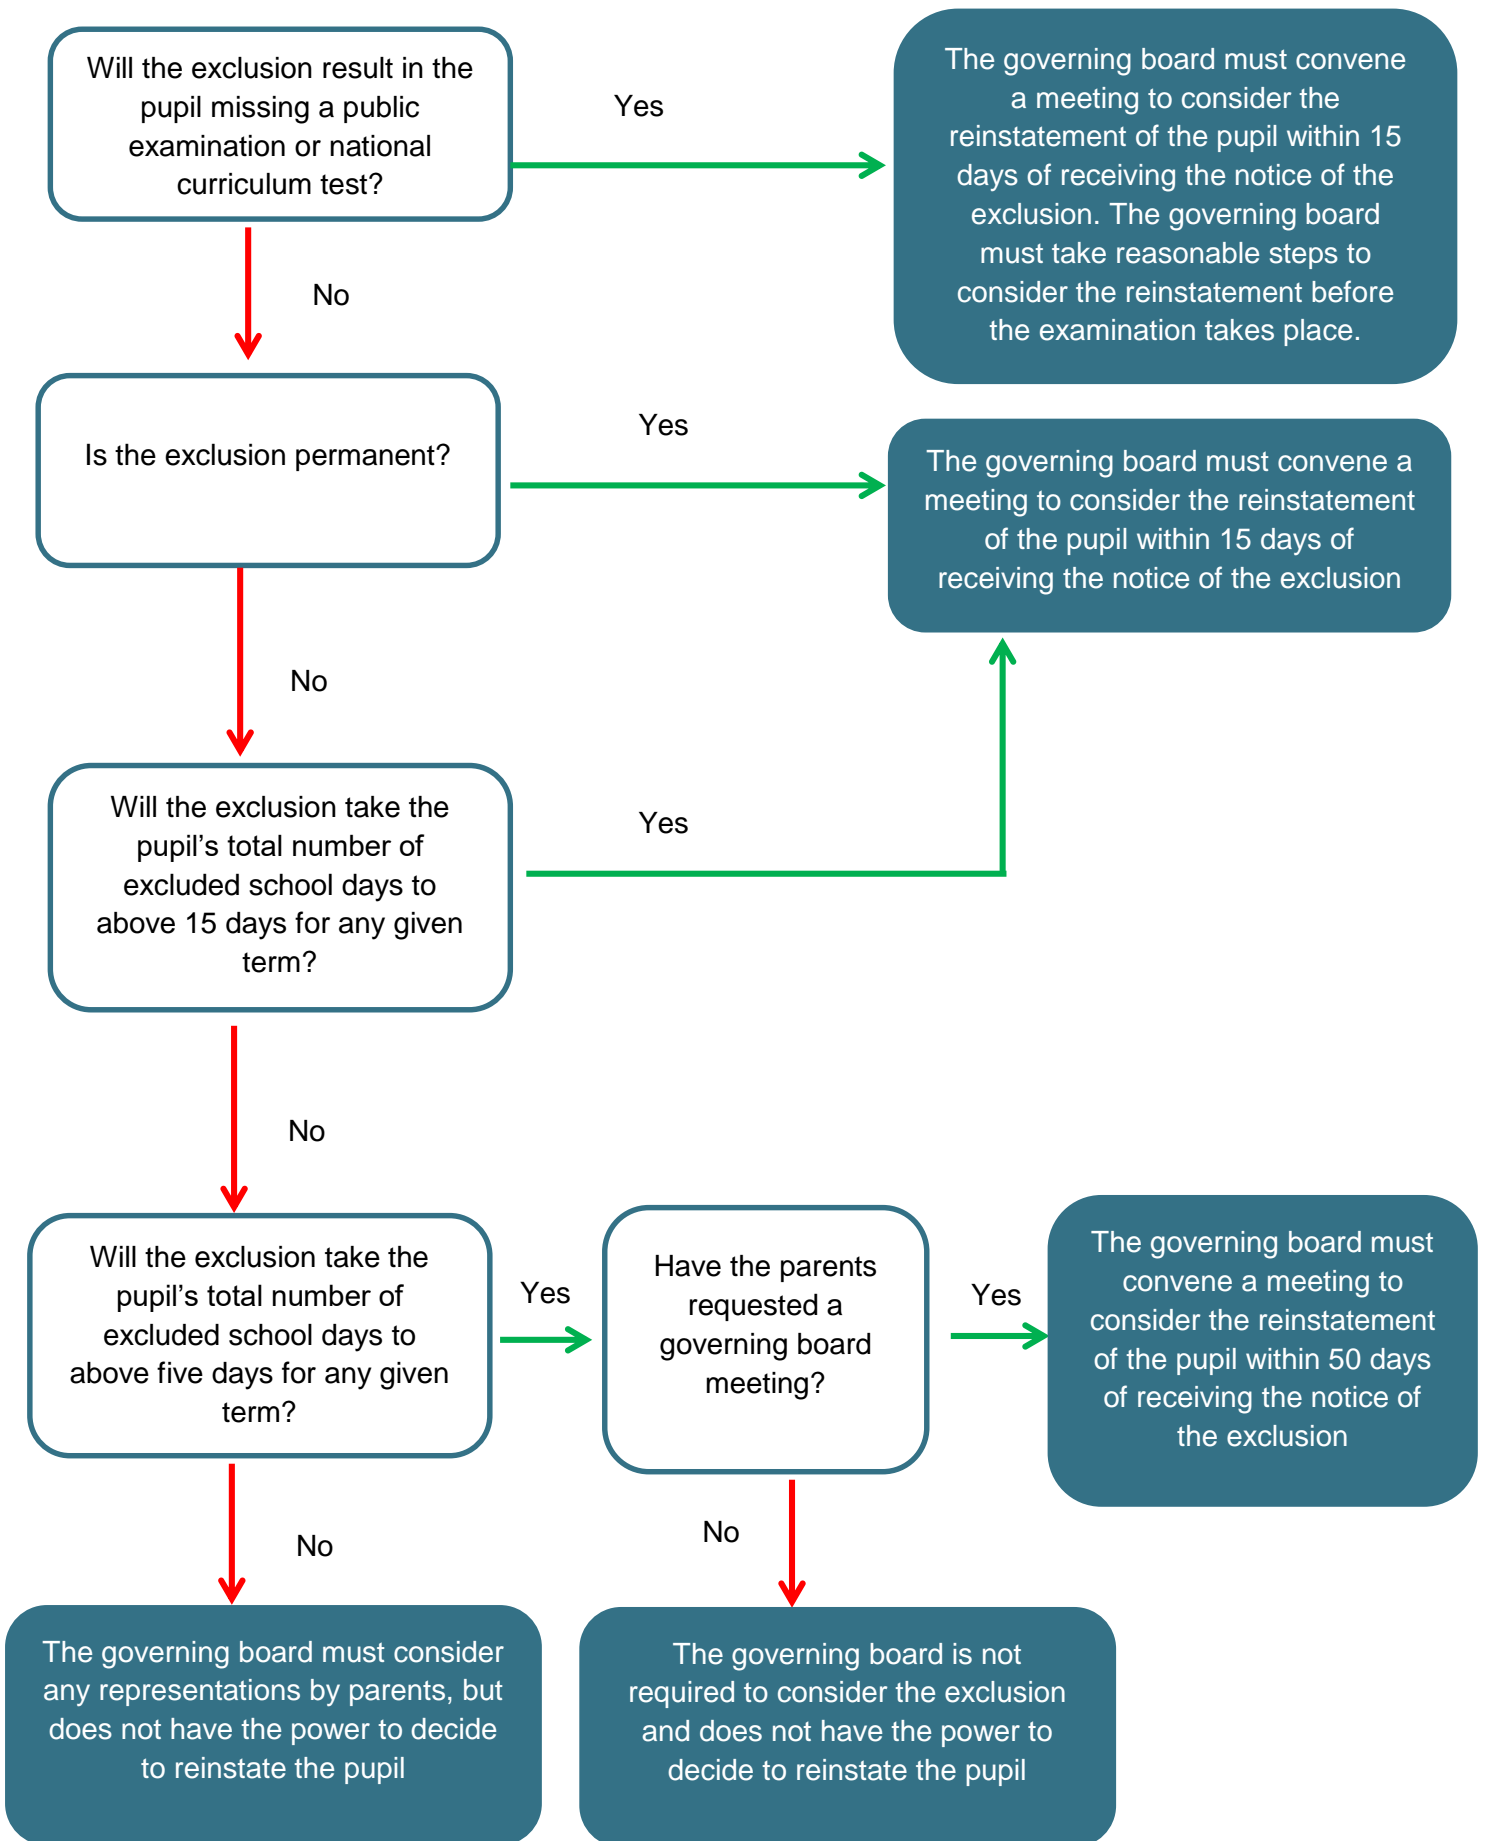 Will the exclusion result in the
pupil missing a public
examination or national
curriculum test?
Yes
The governing board must convene
a meeting to consider the
reinstatement of the pupil within 15
days of receiving the notice of the
exclusion. The governing board
must take reasonable steps to
consider the reinstatement before
the examination takes place.
No
Is the exclusion permanent?
Yes
The governing board must convene a
meeting to consider the reinstatement
of the pupil within 15 days of
receiving the notice of the exclusion
No
Will the exclusion take the
pupil’s total number of
excluded school days to
above 15 days for any given
term?
Yes
No
Will the exclusion take the
pupil’s total number of
excluded school days to
above five days for any given
term?
Yes
Have the parents
requested a
governing board
meeting?
Yes
The governing board must
convene a meeting to
consider the reinstatement
of the pupil within 50 days
of receiving the notice of
the exclusion
No
No
The governing board must consider
any representations by parents, but
does not have the power to decide
to reinstate the pupil
The governing board is not
required to consider the exclusion
and does not have the power to
decide to reinstate the pupil